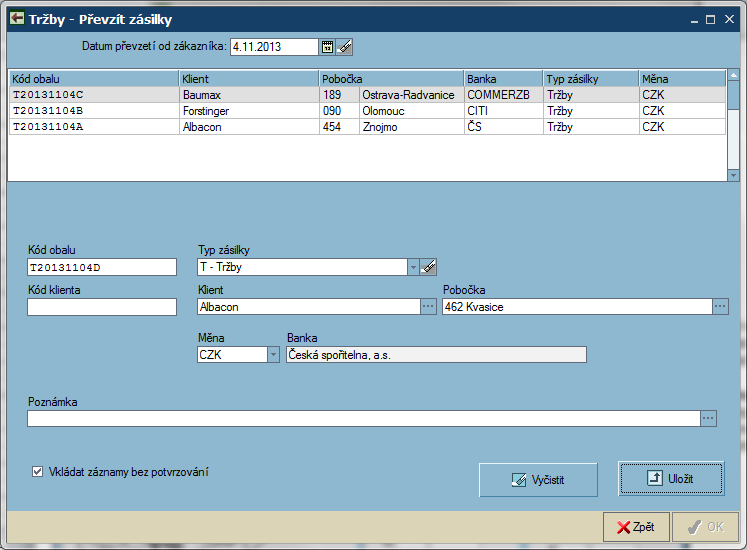 Tržby - Převzít zásilky
Datum převzetí od zákazníka: 4.11.2013
Kód obalu Klient Pobočka Banka Typ zásilky Měna
T20131104C Baumax 189 Ostrava-Radvanice COMMERZB Tržby CZK
T20131104B Forstinger 090 Olomouc CITI Tržby CZK
T20131104A Albacon 454 Znojmo ČS Tržby CZK
Kód obalu Typ zásilky
T20131104D T - Tržby
Kód klienta Klient Pobočka
Albacon 462 Kvasice
Měna Banka
CZK Česká spořitelna, a.s.
Poznámka
Vkládat záznamy bez potvrzování
Vyčistit Uložit
Zpět OK